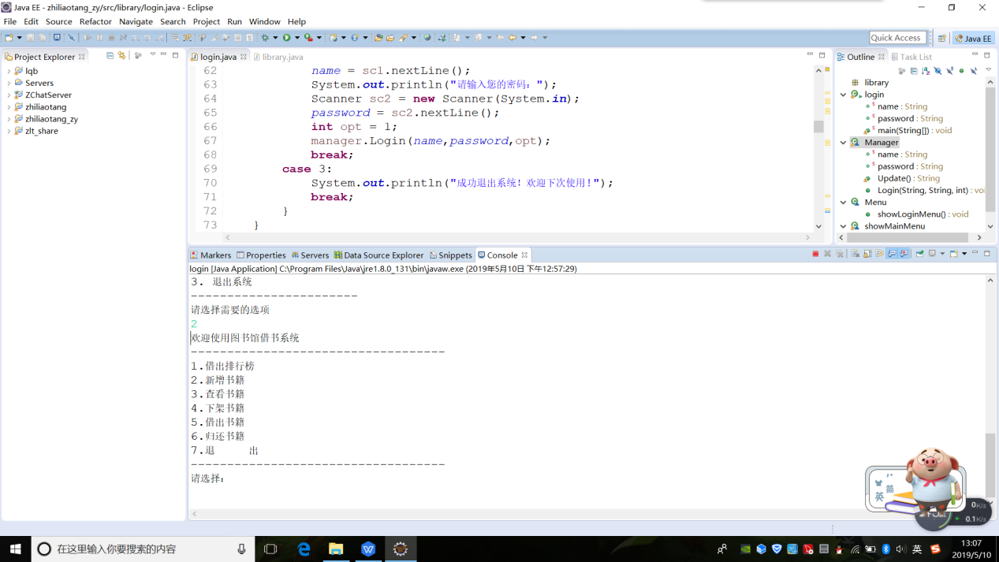 Java EE - zhiliaotang_zy/src/library/login.java - Eclipse
File Edit Source Refactor Navigate Search Project Run Window Help
Quick Access
Java EE
Project Explorer
lqb
Servers
ZChatServer
zhiliaotang
zhiliaotang_zy
zlt_share
login.java library.java
62 name = sc1.nextLine();
63 System.out.println("请输入您的密码：");
64 Scanner sc2 = new Scanner(System.in);
65 password = sc2.nextLine();
66 int opt = 1;
67 manager.Login(name,password,opt);
68 break;
69 case 3:
70 System.out.println("成功退出系统！欢迎下次使用！");
71 break;
72 }
73 }
Outline Task List
library
login
name : String
password : String
main(String[]) : void
Manager
name : String
password : String
Update() : String
Login(String, String, int) : voi
Menu
showLoginMenu() : void
showMainMenu
Markers Properties Servers Data Source Explorer Snippets Console
login [Java Application] C:\Program Files\Java\jre1.8.0_131\bin\javaw.exe (2019年5月10日 下午12:57:29)
3. 退出系统
-----------------------
请选择需要的选项
2
欢迎使用图书馆借书系统
-----------------------------------
1.借出排行榜
2.新增书籍
3.查看书籍
4.下架书籍
5.借出书籍
6.归还书籍
7.退 出
-----------------------------------
请选择：
简
英
0K/s
0.1K/s
在这里输入你要搜索的内容
英
13:07
2019/5/10